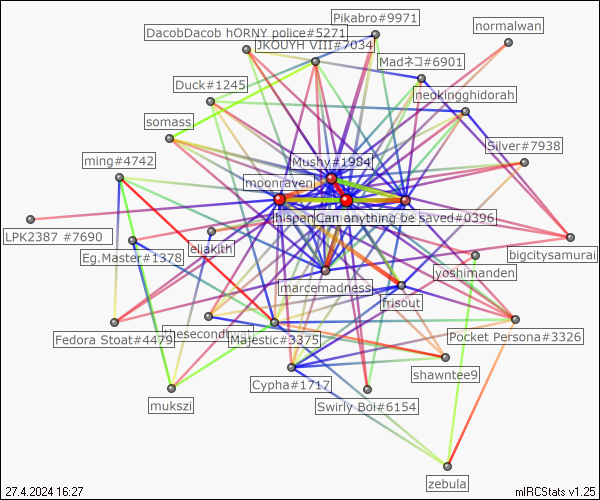 Pikabro#9971
normalwan
DacobDacob hORNY police#5271
JKOUYH VIII#7034
Madネコ#6901
Duck#1245
neokingghidorah
somass
Silver#7938
ming#4742
Mushy#1984
moonraven
hispan
Can anything be saved#0396
LPK2387 #7690
eliakith
Eg.Master#1378
bigcitysamurai
yoshimanden
marcemadness
frisout
Fedora Stoat#4479
thesecond
Majestic#3375
Pocket Persona#3326
shawntee9
Cypha#1717
mukszi
Swirly Boi#6154
zebula
27.4.2024 16:27
mIRCStats v1.25